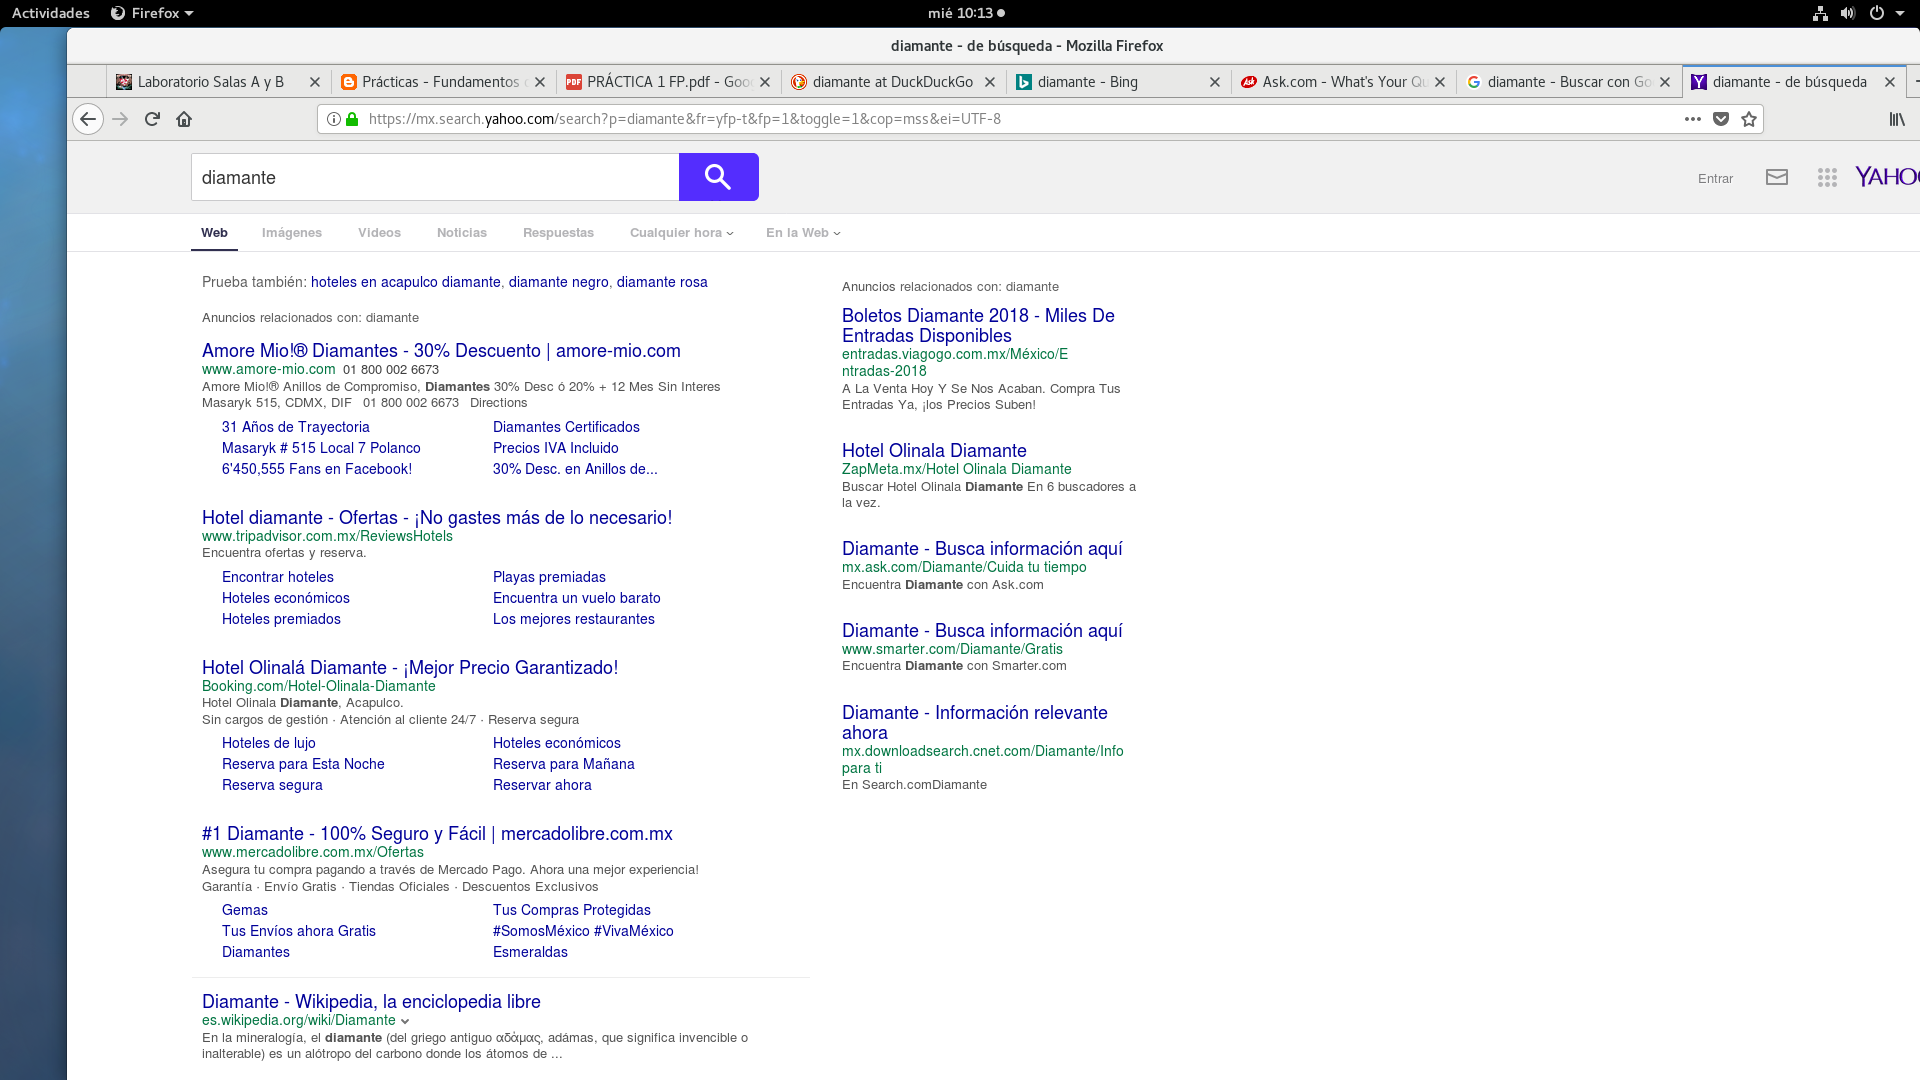 Actividades Firefox mié 10:13
diamante - de búsqueda - Mozilla Firefox
Laboratorio Salas A y B
Prácticas - Fundamentos
PRÁCTICA 1 FP.pdf - Goo
diamante at DuckDuckGo
diamante - Bing
Ask.com - What's Your Qu
diamante - Buscar con Go
diamante - de búsqueda
https://mx.search.yahoo.com/search?p=diamante&fr=yfp-t&fp=1&toggle=1&cop=mss&ei=UTF-8
diamante
Entrar
YAHOO
Web Imágenes Videos Noticias Respuestas Cualquier hora En la Web
Prueba también: hoteles en acapulco diamante, diamante negro, diamante rosa
Anuncios relacionados con: diamante
Amore Mio!® Diamantes - 30% Descuento | amore-mio.com
www.amore-mio.com 01 800 002 6673
Amore Mio!® Anillos de Compromiso, Diamantes 30% Desc ó 20% + 12 Mes Sin Interes
Masaryk 515, CDMX, DIF 01 800 002 6673 Directions
31 Años de Trayectoria Diamantes Certificados
Masaryk # 515 Local 7 Polanco Precios IVA Incluido
6'450,555 Fans en Facebook! 30% Desc. en Anillos de...
Hotel diamante - Ofertas - ¡No gastes más de lo necesario!
www.tripadvisor.com.mx/ReviewsHotels
Encuentra ofertas y reserva.
Encontrar hoteles Playas premiadas
Hoteles económicos Encuentra un vuelo barato
Hoteles premiados Los mejores restaurantes
Hotel Olinalá Diamante - ¡Mejor Precio Garantizado!
Booking.com/Hotel-Olinala-Diamante
Hotel Olinala Diamante, Acapulco.
Sin cargos de gestión · Atención al cliente 24/7 · Reserva segura
Hoteles de lujo Hoteles económicos
Reserva para Esta Noche Reserva para Mañana
Reserva segura Reservar ahora
#1 Diamante - 100% Seguro y Fácil | mercadolibre.com.mx
www.mercadolibre.com.mx/Ofertas
Asegura tu compra pagando a través de Mercado Pago. Ahora una mejor experiencia!
Garantía · Envío Gratis · Tiendas Oficiales · Descuentos Exclusivos
Gemas Tus Compras Protegidas
Tus Envíos ahora Gratis #SomosMéxico #VivaMéxico
Diamantes Esmeraldas
Diamante - Wikipedia, la enciclopedia libre
es.wikipedia.org/wiki/Diamante
En la mineralogía, el diamante (del griego antiguo αδάμας, adámas, que significa invencible o
inalterable) es un alótropo del carbono donde los átomos de ...
Anuncios relacionados con: diamante
Boletos Diamante 2018 - Miles De
Entradas Disponibles
entradas.viagogo.com.mx/México/E
ntradas-2018
A La Venta Hoy Y Se Nos Acaban. Compra Tus
Entradas Ya, ¡los Precios Suben!
Hotel Olinala Diamante
ZapMeta.mx/Hotel Olinala Diamante
Buscar Hotel Olinala Diamante En 6 buscadores a
la vez.
Diamante - Busca información aquí
mx.ask.com/Diamante/Cuida tu tiempo
Encuentra Diamante con Ask.com
Diamante - Busca información aquí
www.smarter.com/Diamante/Gratis
Encuentra Diamante con Smarter.com
Diamante - Información relevante
ahora
mx.downloadsearch.cnet.com/Diamante/Info
para ti
En Search.comDiamante